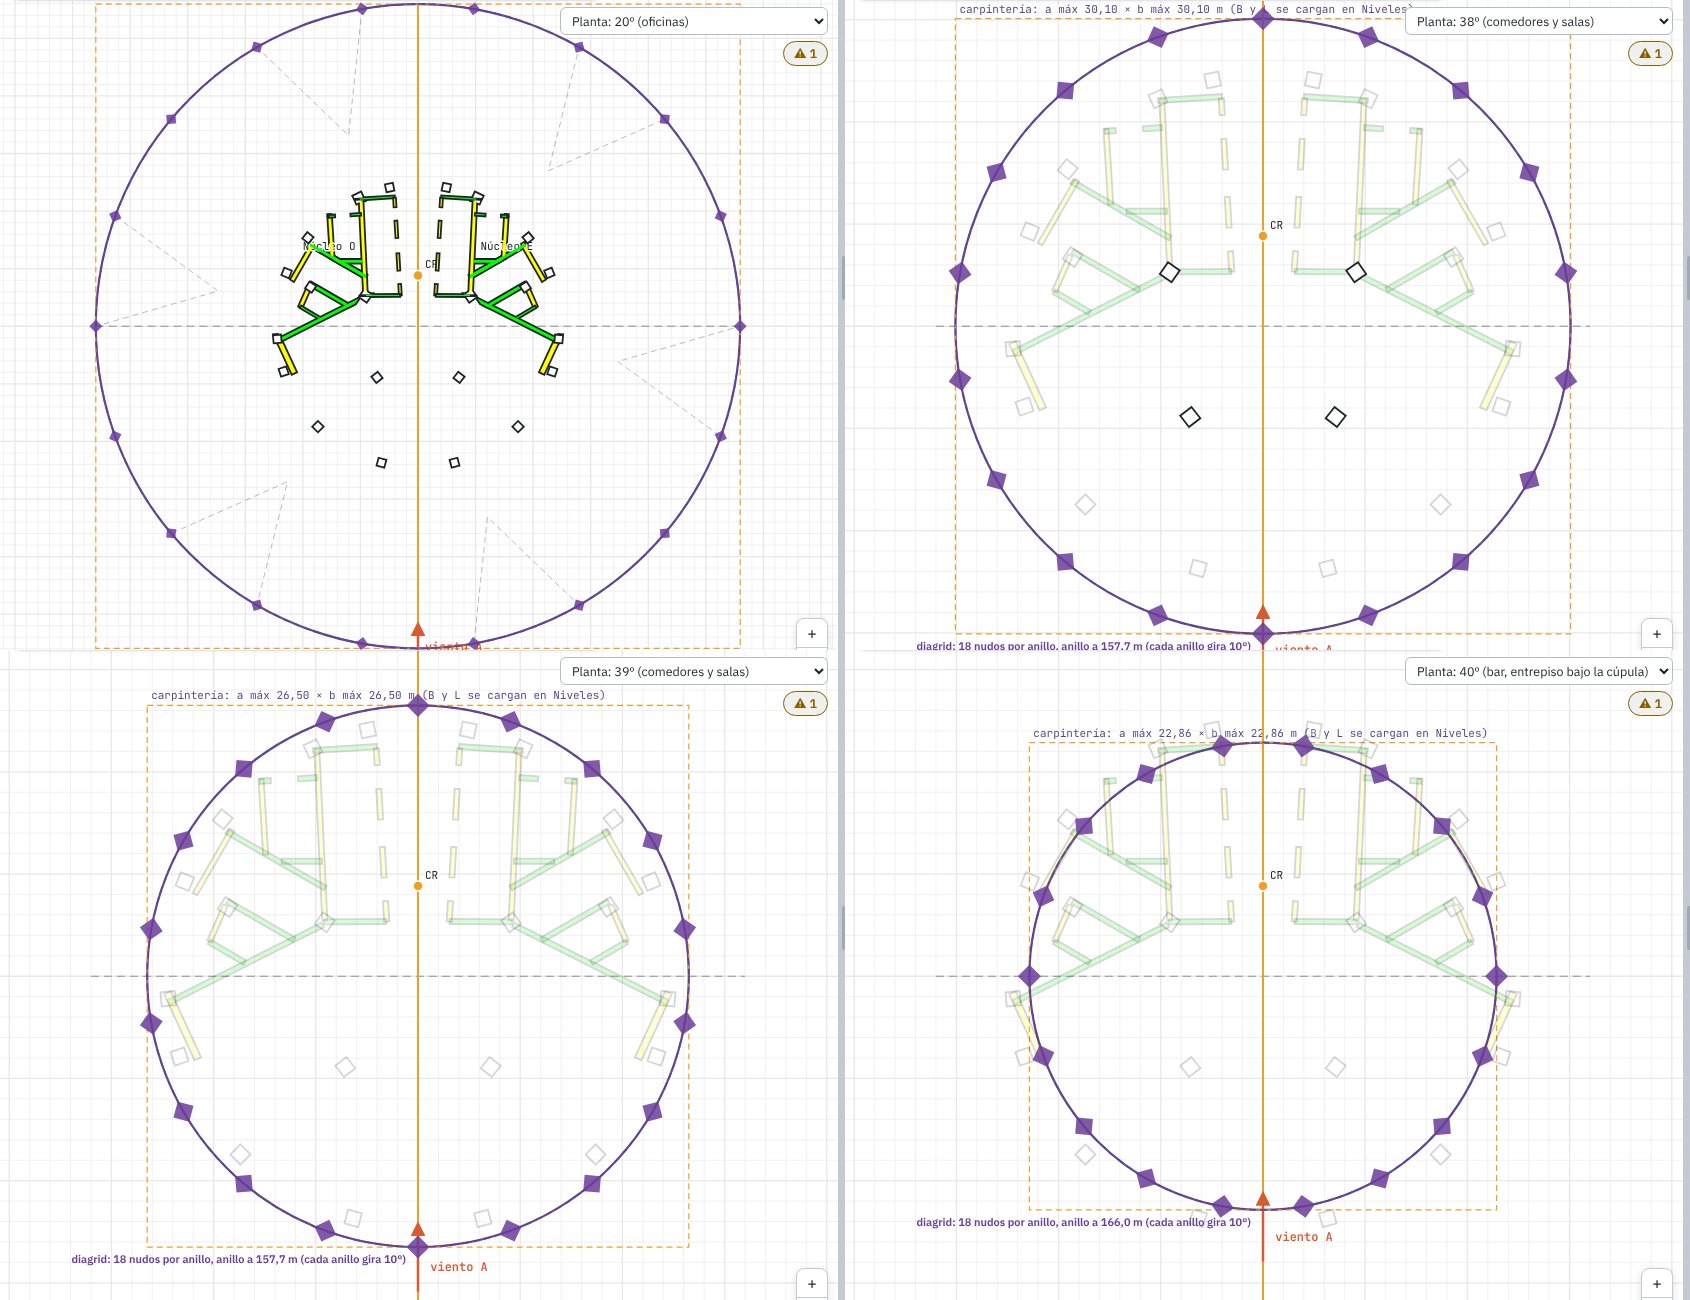 Planta: 20º (oficinas)
1
Núcleo O
Núcleo E
CR
viento A
+
carpintería: a máx 30,10 × b máx 30,10 m (B y se cargan en Niveles)
Planta: 38º (comedores y salas)
1
CR
diagrid: 18 nudos por anillo, anillo a 157,7 m (cada anillo gira 10°)
viento A
+
Planta: 39º (comedores y salas)
1
carpintería: a máx 26,50 × b máx 26,50 m (B y L se cargan en Niveles)
CR
diagrid: 18 nudos por anillo, anillo a 157,7 m (cada anillo gira 10°)
viento A
+
Planta: 40º (bar, entrepiso bajo la cúpula)
1
carpintería: a máx 22,86 × b máx 22,86 m (B y L se cargan en Niveles)
CR
diagrid: 18 nudos por anillo, anillo a 166,0 m (cada anillo gira 10°)
viento A
+